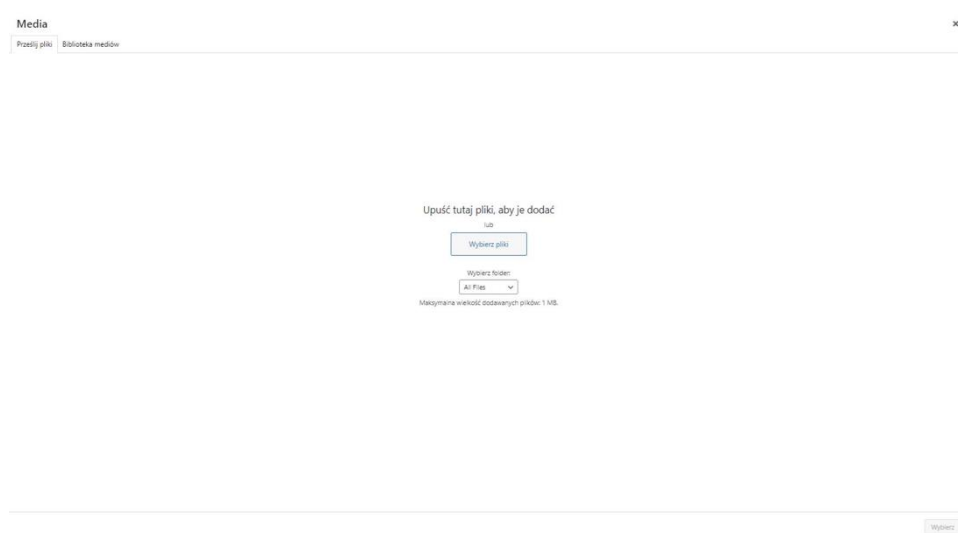 Media
×
Prześlij pliki Biblioteka mediów
Upuść tutaj pliki, aby je dodać
lub
Wybierz pliki
Wybierz folder:
All Files
Maksymalna wielkość dodawanych plików: 1 MB.
Wybierz